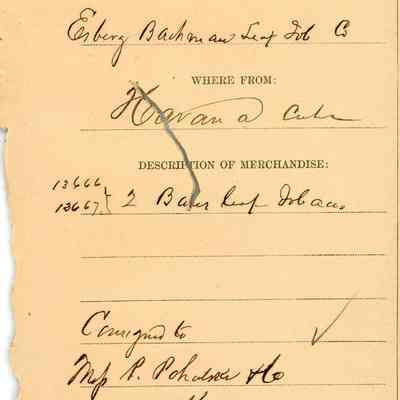 Esberg Bachman Leaf Tob Co
WHERE FROM:
Havana Cuba
DESCRIPTION OF MERCHANDISE:
13666
13667 } 2 Bales Leaf Tobacco
Consigned to